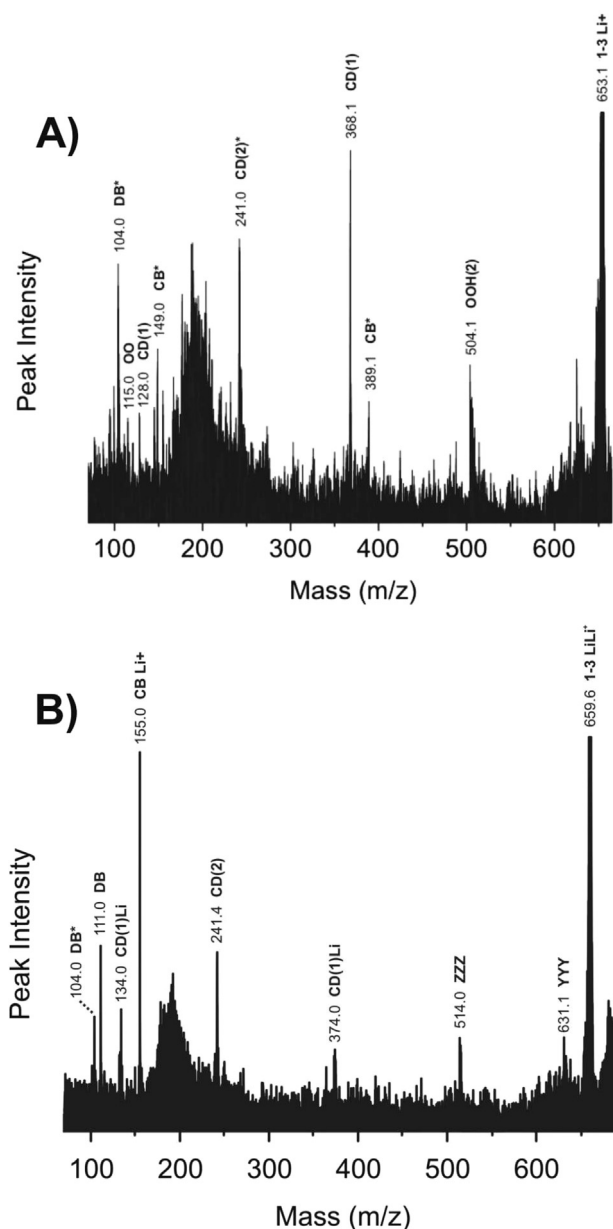 A)
Peak Intensity
104.0 DB*
115.0 OO
128.0 CD(1)
149.0 CB*
241.0 CD(2)*
368.1 CD(1)
389.1 CB*
504.1 OOH(2)
653.1 1-3 Li+
100 200 300 400 500 600
Mass (m/z)
B)
Peak Intensity
104.0 DB*
111.0 DB
134.0 CD(1)Li
155.0 CB Li+
241.4 CD(2)
374.0 CD(1)Li
514.0 ZZZ
631.1 YYY
659.6 1-3 LiLi⁺
100 200 300 400 500 600
Mass (m/z)